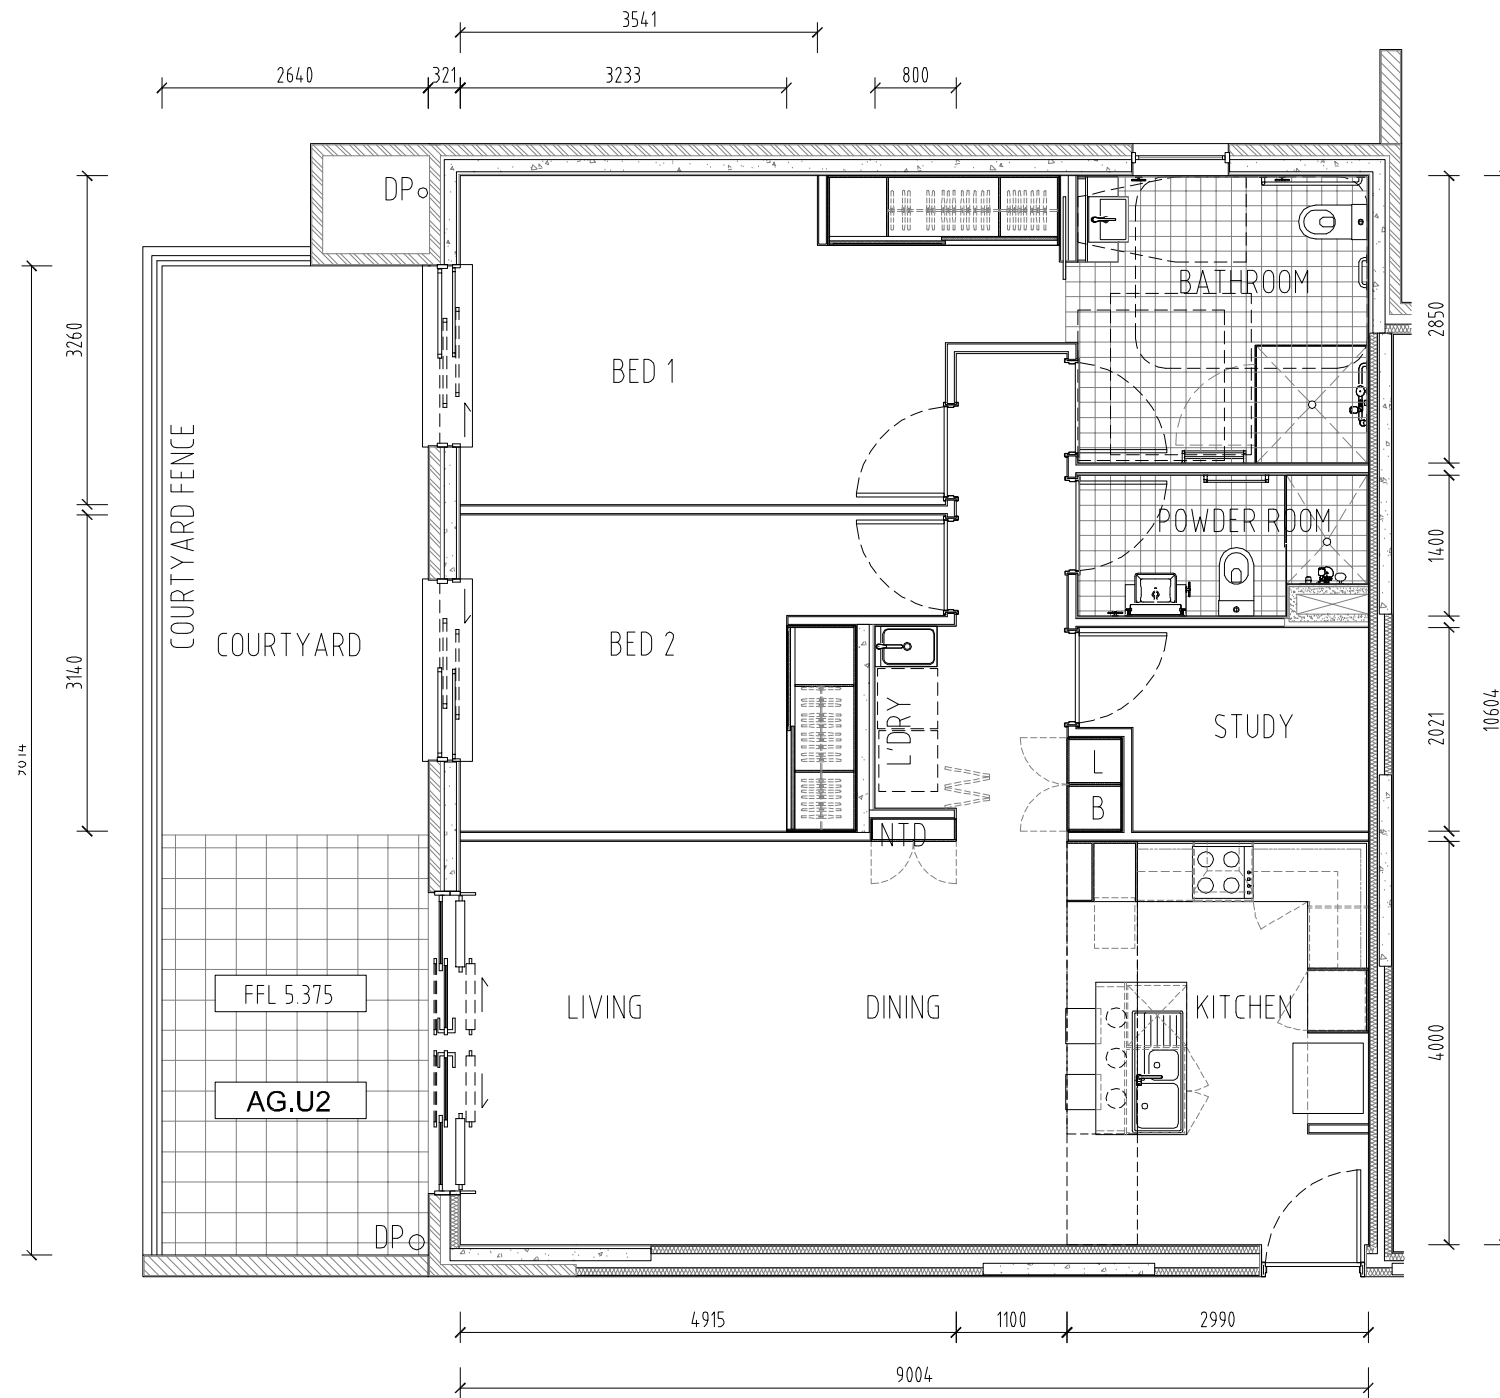 3541
2640
321
3233
800
DP
BATHROOM
3260
2850
BED 1
COURTYARD FENCE
POWDER ROOM
1400
COURTYARD
BED 2
3140
L'DRY
STUDY
2021
10604
L
B
NTD
FFL 5.375
LIVING
DINING
KITCHEN
4000
AG.U2
DP
4915
1100
2990
9004